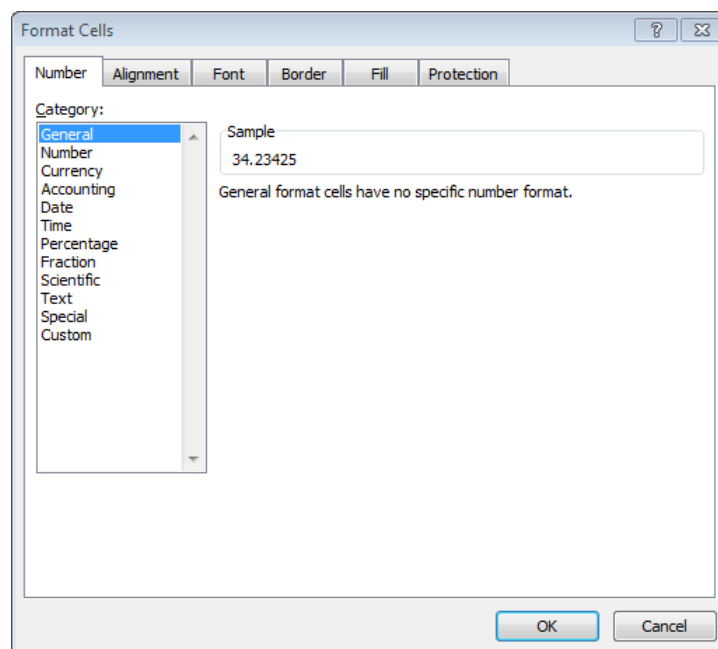 Format Cells
Number Alignment Font Border Fill Protection
Category:
General
Number
Currency
Accounting
Date
Time
Percentage
Fraction
Scientific
Text
Special
Custom
Sample
34.23425
General format cells have no specific number format.
OK Cancel